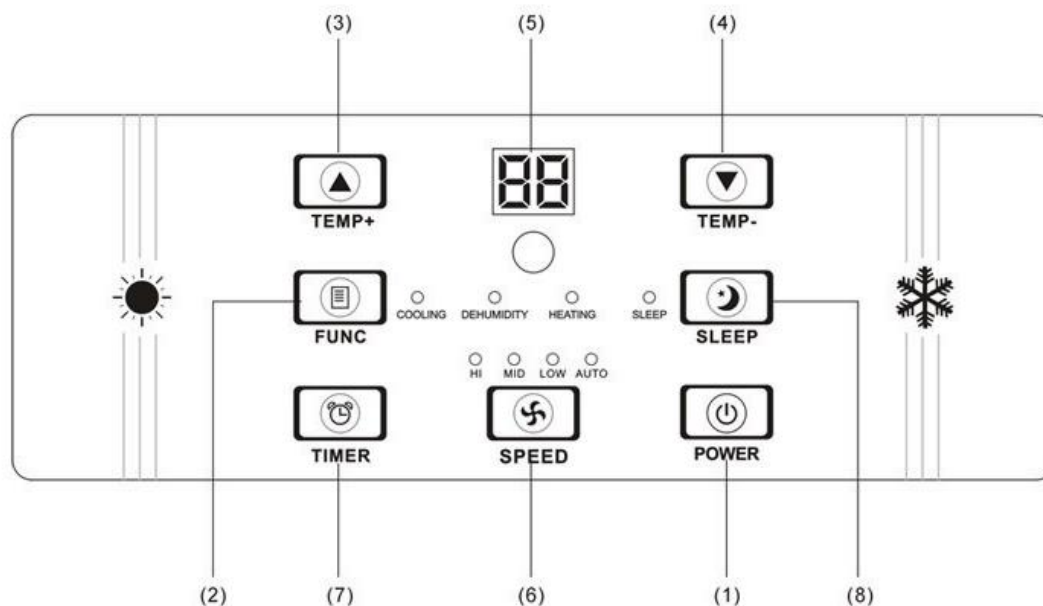 (3) (5) (4)
88
TEMP+ TEMP-
COOLING DEHUMIDITY HEATING SLEEP
FUNC SLEEP
HI MID LOW AUTO
TIMER SPEED POWER
(2) (7) (6) (1) (8)